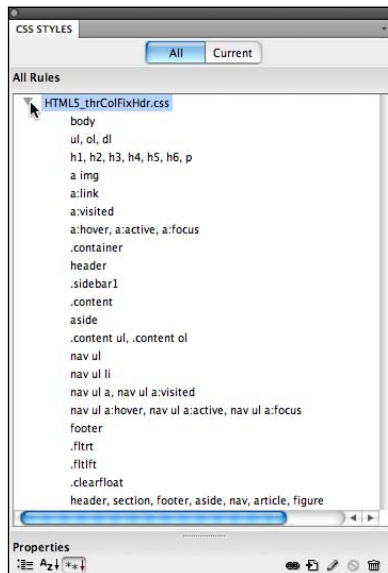 CSS STYLES
All Current
All Rules
HTML5_thrColFixHdr.css
body
ul, ol, dl
h1, h2, h3, h4, h5, h6, p
a img
a:link
a:visited
a:hover, a:active, a:focus
.container
header
.sidebar1
.content
aside
.content ul, .content ol
nav ul
nav ul li
nav ul a, nav ul a:visited
nav ul a:hover, nav ul a:active, nav ul a:focus
footer
.fltrt
.fltlft
.clearfloat
header, section, footer, aside, nav, article, figure
Properties
Az↓ **↓